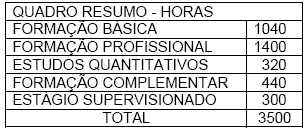 QUADRO RESUMO - HORAS
FORMAÇÃO BÁSICA 1040
FORMAÇÃO PROFISSIONAL 1400
ESTUDOS QUANTITATIVOS 320
FORMAÇÃO COMPLEMENTAR 440
ESTÁGIO SUPERVISIONADO 300
TOTAL 3500